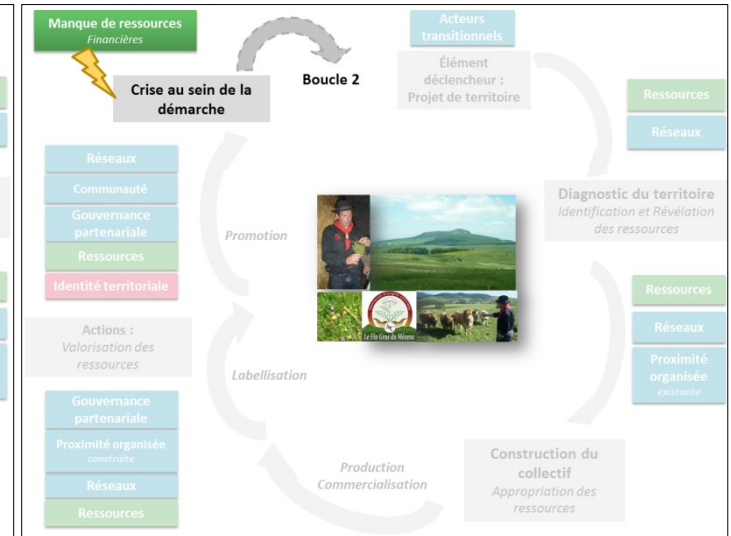 Manque de ressources
Financières
Crise au sein de la
démarche
Boucle 2
Acteurs
transitionnels
Élément
déclencheur :
Projet de territoire
Ressources
Réseaux
Diagnostic du territoire
Identification et Révélation
des ressources
Ressources
Réseaux
Proximité
organisée
existante
Construction du
collectif
Appropriation des
ressources
Production
Commercialisation
Labellisation
Promotion
Réseaux
Communauté
Gouvernance
partenariale
Ressources
Identité territoriale
Actions :
Valorisation des
ressources
Gouvernance
partenariale
Proximité organisée
construite
Réseaux
Ressources
Le Fin Gras du Mézenc